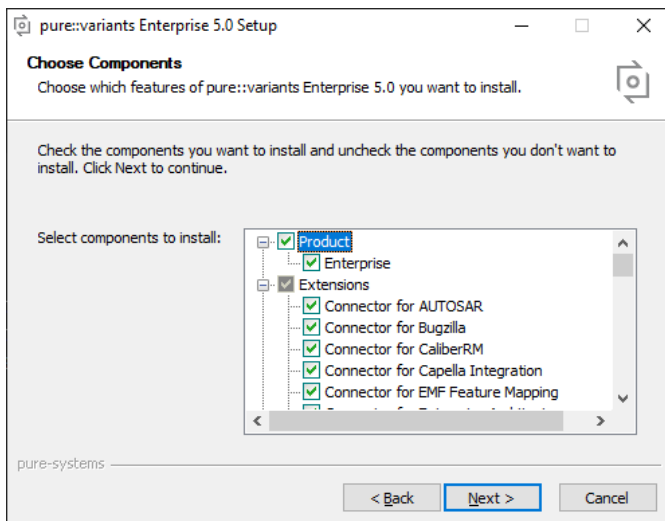 pure::variants Enterprise 5.0 Setup
Choose Components
Choose which features of pure::variants Enterprise 5.0 you want to install.
Check the components you want to install and uncheck the components you don't want to
install. Click Next to continue.
Select components to install:
Product
Enterprise
Extensions
Connector for AUTOSAR
Connector for Bugzilla
Connector for CaliberRM
Connector for Capella Integration
Connector for EMF Feature Mapping
pure-systems
< Back
Next >
Cancel